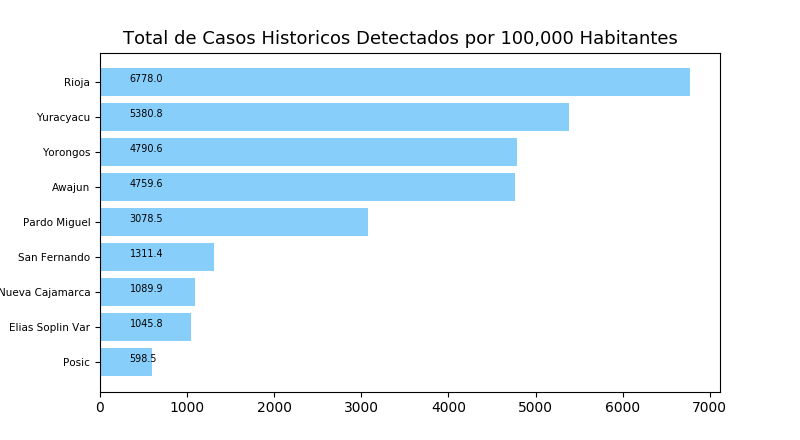 Total de Casos Historicos Detectados por 100,000 Habitantes
Rioja 6778.0
Yuracyacu 5380.8
Yorongos 4790.6
Awajun 4759.6
Pardo Miguel 3078.5
San Fernando 1311.4
Nueva Cajamarca 1089.9
Elias Soplin Var 1045.8
Posic 598.5
0 1000 2000 3000 4000 5000 6000 7000